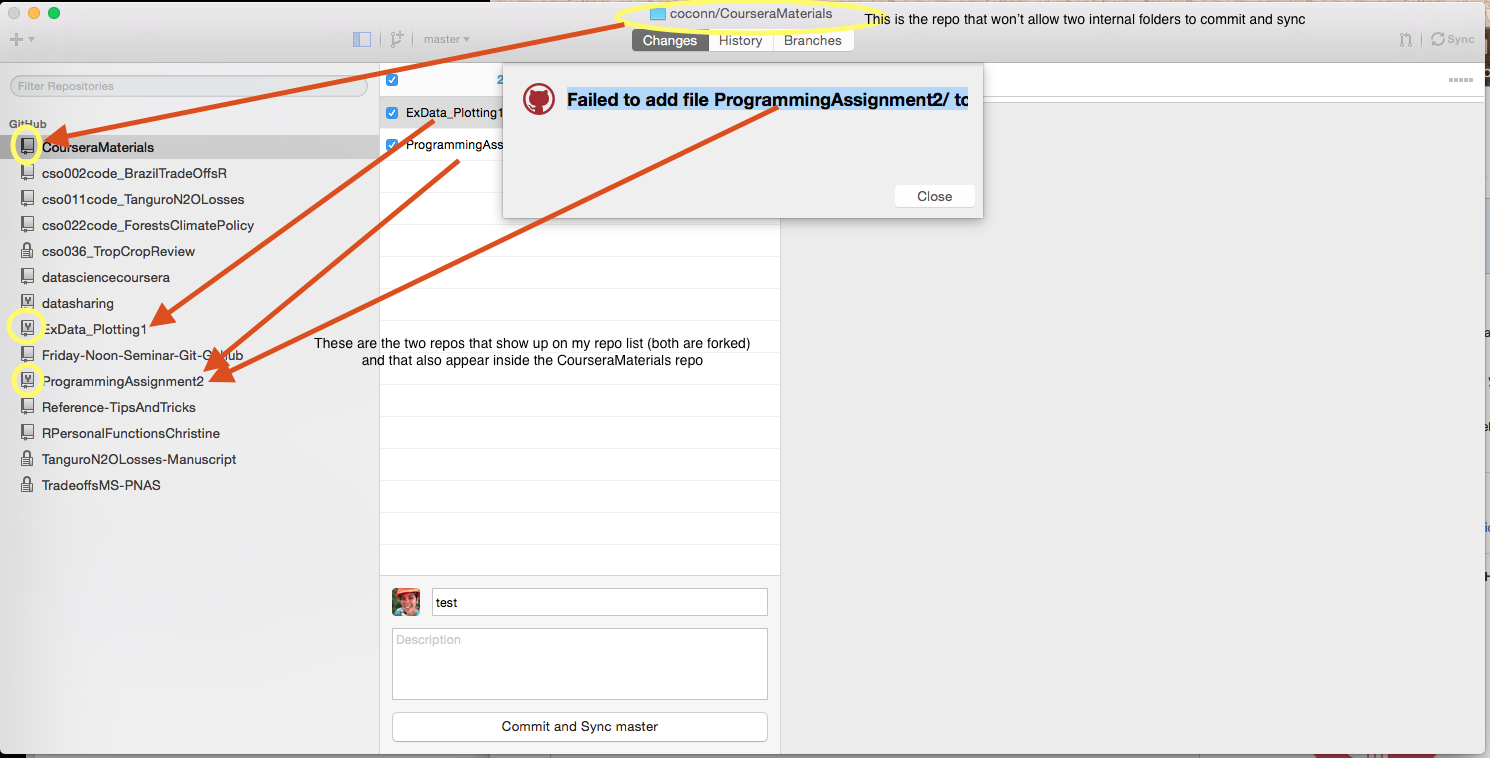 coconn/CourseraMaterials
This is the repo that won't allow two internal folders to commit and sync
master
Changes
History
Branches
Sync
Filter Repositories
GitHub
CourseraMaterials
cso002code_BrazilTradeOffsR
cso011code_TanguroN2OLosses
cso022code_ForestsClimatePolicy
cso036_TropCropReview
datasciencecoursera
datasharing
ExData_Plotting1
Friday-Noon-Seminar-Git-Github
ProgrammingAssignment2
Reference-TipsAndTricks
RPersonalFunctionsChristine
TanguroN2OLosses-Manuscript
TradeoffsMS-PNAS
2
ExData_Plotting1
ProgrammingAss
Failed to add file ProgrammingAssignment2/ to
Close
These are the two repos that show up on my repo list (both are forked)
and that also appear inside the CourseraMaterials repo
test
Description
Commit and Sync master